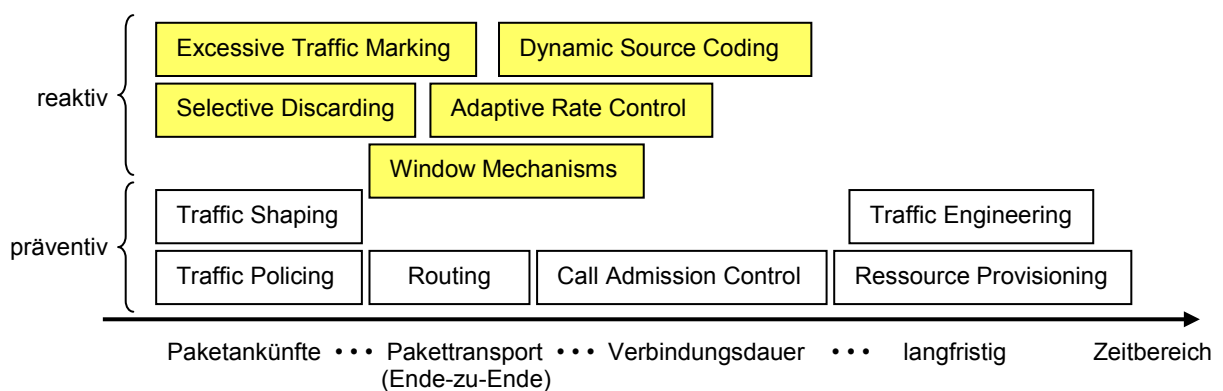 Excessive Traffic Marking
Dynamic Source Coding
reaktiv
Selective Discarding
Adaptive Rate Control
Window Mechanisms
Traffic Shaping
Traffic Engineering
präventiv
Traffic Policing
Routing
Call Admission Control
Ressource Provisioning
Paketankünfte • • • Pakettransport • • • Verbindungsdauer • • • langfristig Zeitbereich
(Ende-zu-Ende)